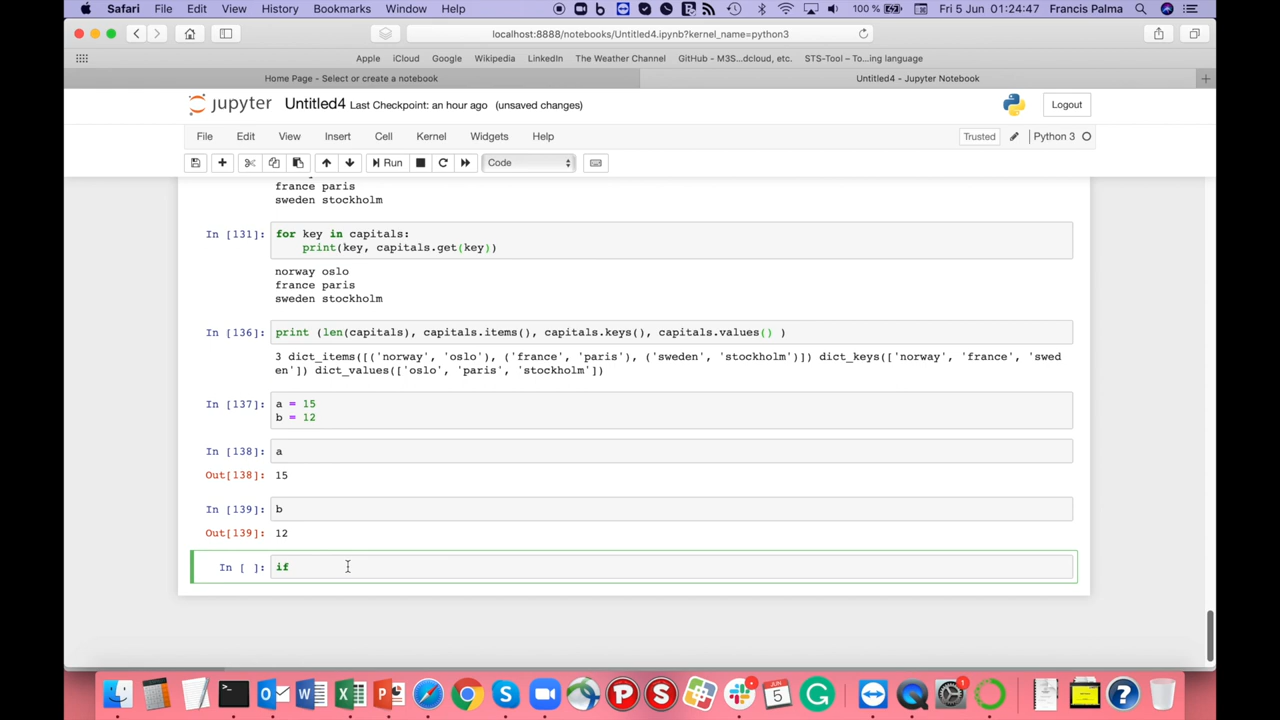 Safari File Edit View History Bookmarks Window Help 100 % Fri 5 Jun 01:24:47 Francis Palma
localhost:8888/notebooks/Untitled4.ipynb?kernel_name=python3
Apple iCloud Google Wikipedia LinkedIn The Weather Channel GitHub - M3S...dcloud, etc. STS-Tool – To...ing language
Home Page - Select or create a notebook Untitled4 - Jupyter Notebook
jupyter Untitled4 Last Checkpoint: an hour ago (unsaved changes) Logout
File Edit View Insert Cell Kernel Widgets Help Trusted Python 3
Run Code
france paris
sweden stockholm
In [131]: for key in capitals:
print(key, capitals.get(key))
norway oslo
france paris
sweden stockholm
In [136]: print (len(capitals), capitals.items(), capitals.keys(), capitals.values() )
3 dict_items([('norway', 'oslo'), ('france', 'paris'), ('sweden', 'stockholm')]) dict_keys(['norway', 'france', 'swed
en']) dict_values(['oslo', 'paris', 'stockholm'])
In [137]: a = 15
b = 12
In [138]: a
Out[138]: 15
In [139]: b
Out[139]: 12
In [ ]: if